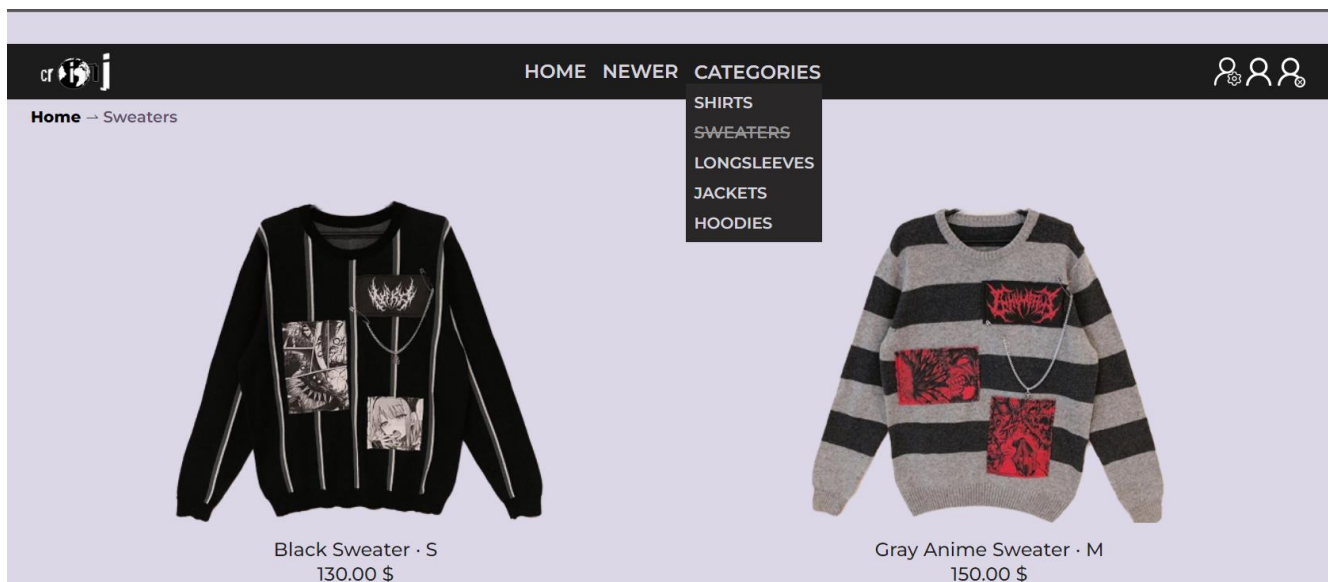 HOME NEWER CATEGORIES
Home → Sweaters
SHIRTS
SWEATERS
LONGSLEEVES
JACKETS
HOODIES
Black Sweater · S
130.00 $
Gray Anime Sweater · M
150.00 $